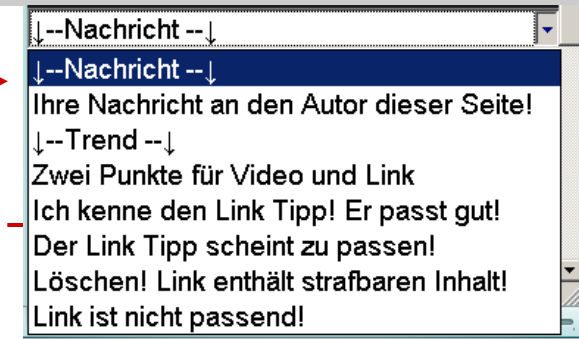 ↓--Nachricht --↓
↓--Nachricht --↓
Ihre Nachricht an den Autor dieser Seite!
↓--Trend --↓
Zwei Punkte für Video und Link
Ich kenne den Link Tipp! Er passt gut!
Der Link Tipp scheint zu passen!
Löschen! Link enthält strafbaren Inhalt!
Link ist nicht passend!